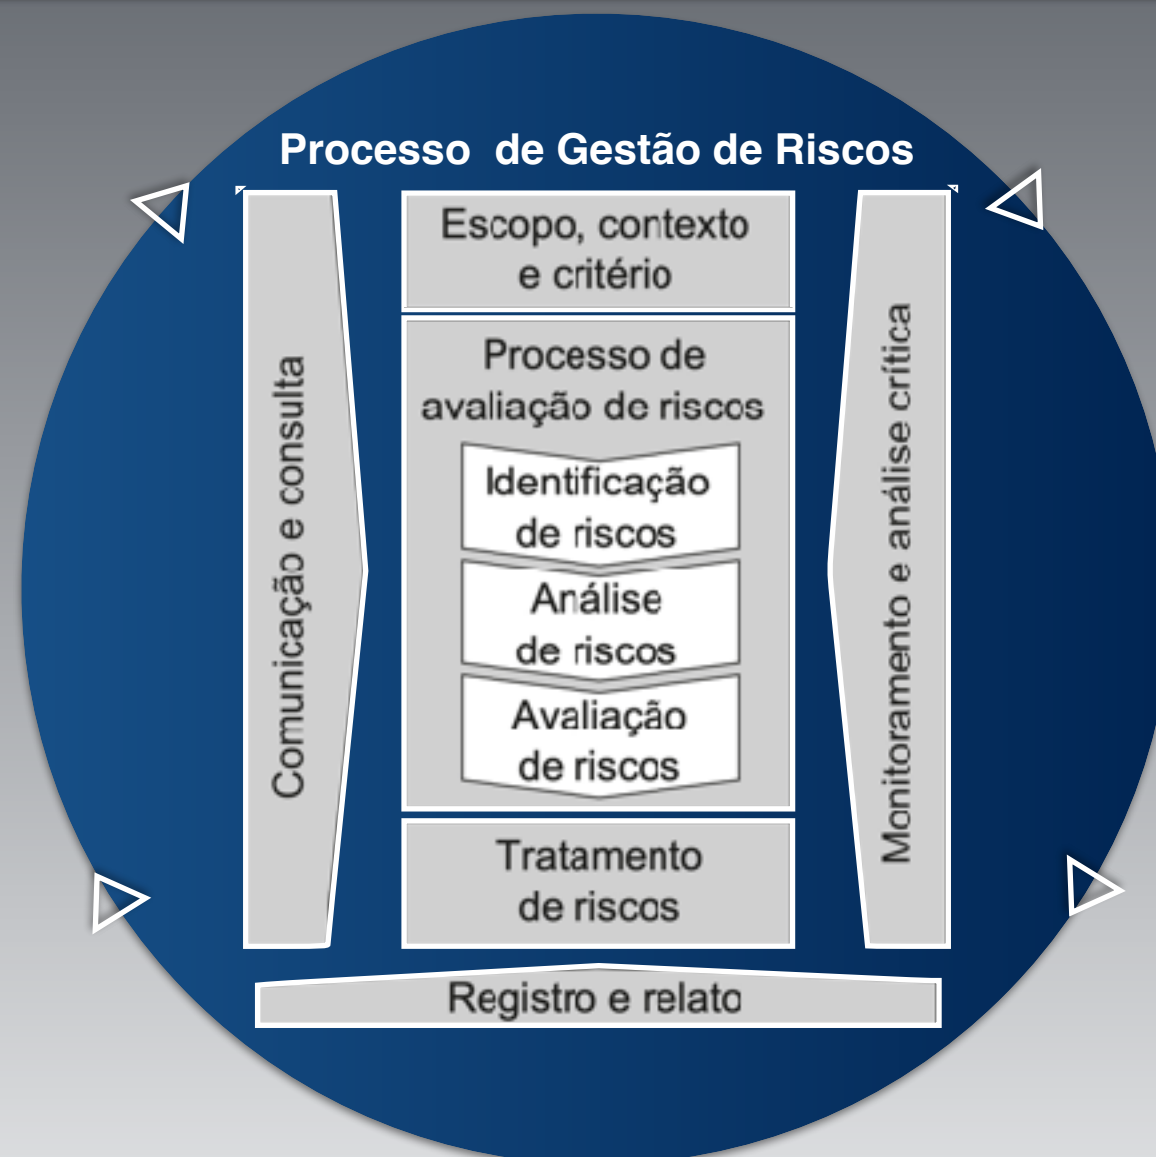 Processo de Gestão de Riscos
Escopo, contexto
e critério
Comunicação e consulta
Processo de
avaliação de riscos
Identificação
de riscos
Análise
de riscos
Avaliação
de riscos
Monitoramento e análise crítica
Tratamento
de riscos
Registro e relato